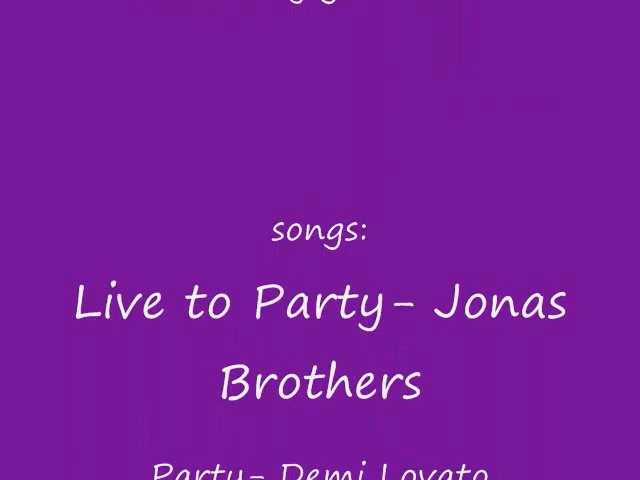 songs:
Live to Party- Jonas
Brothers
Party- Demi Lovato